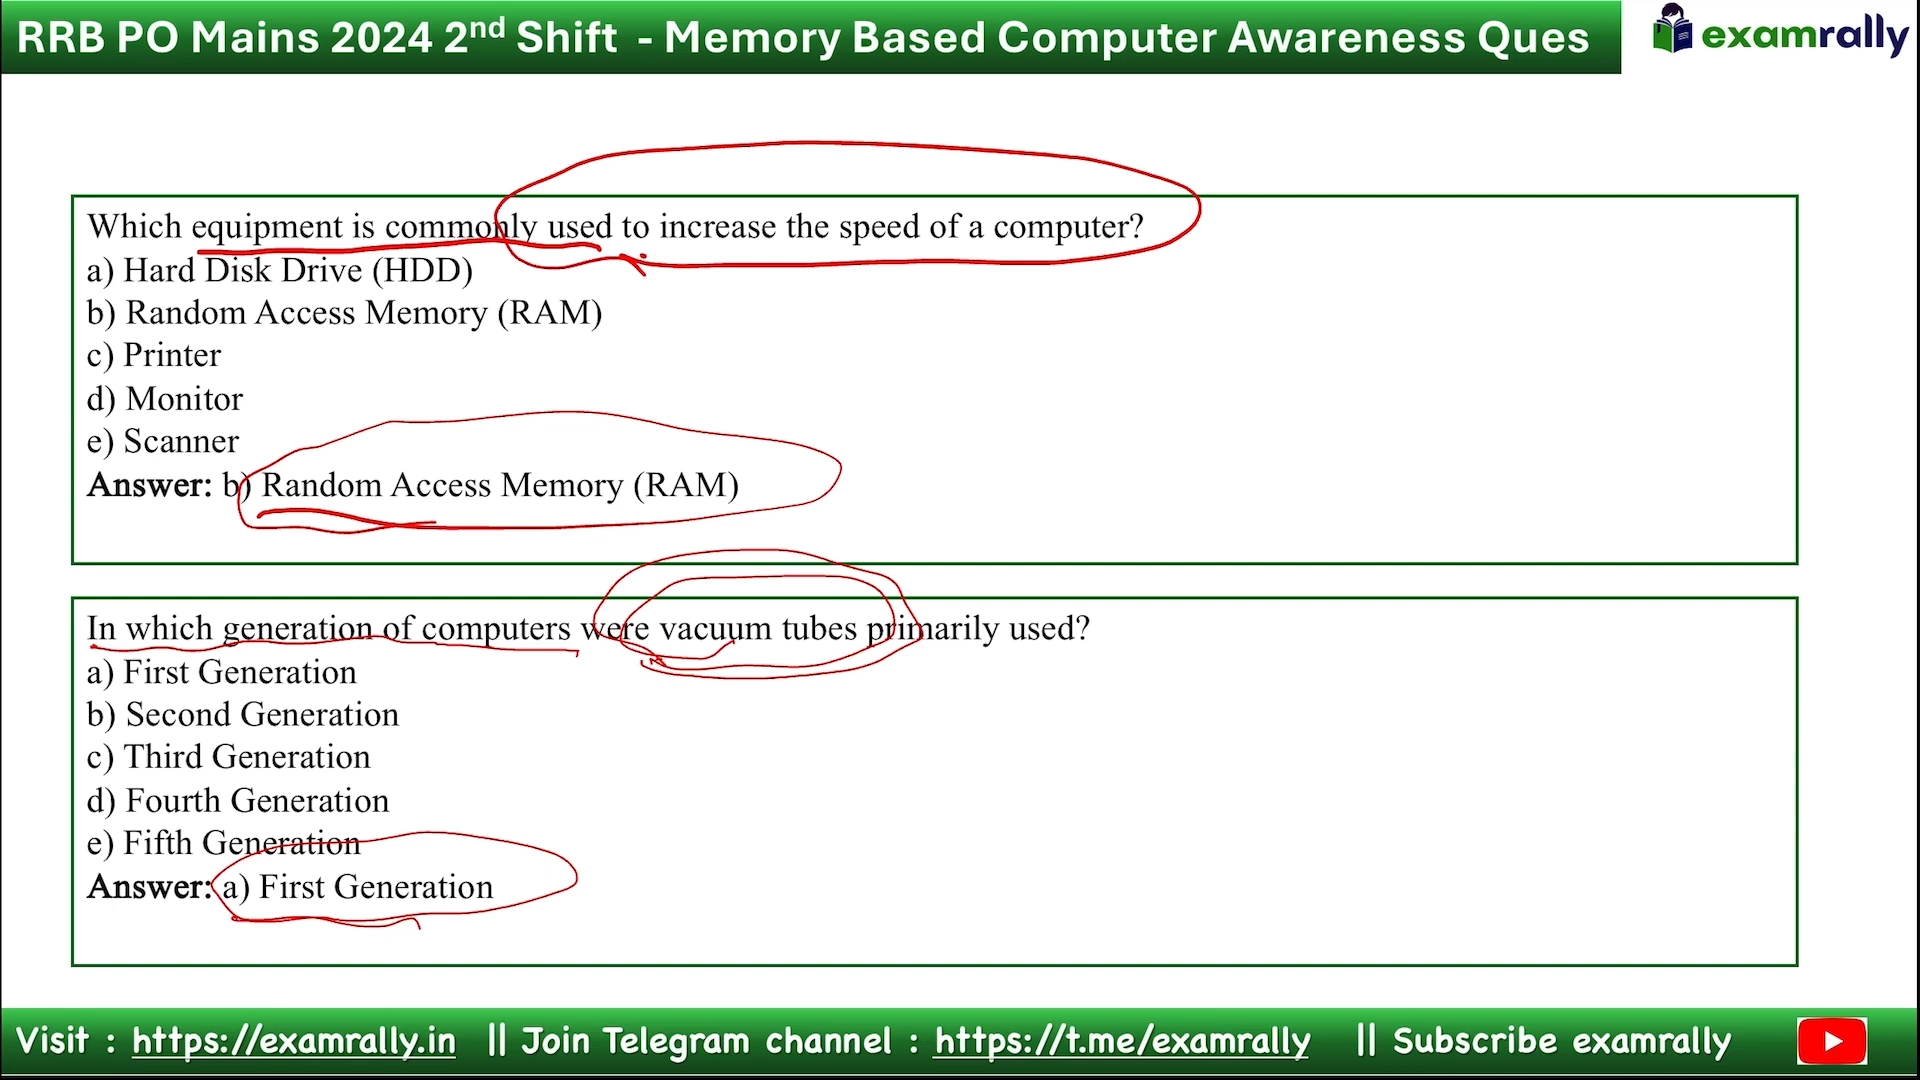 RRB PO Mains 2024 2nd Shift - Memory Based Computer Awareness Ques
examrally
Which equipment is commonly used to increase the speed of a computer?
a) Hard Disk Drive (HDD)
b) Random Access Memory (RAM)
c) Printer
d) Monitor
e) Scanner
Answer: b) Random Access Memory (RAM)
In which generation of computers were vacuum tubes primarily used?
a) First Generation
b) Second Generation
c) Third Generation
d) Fourth Generation
e) Fifth Generation
Answer: a) First Generation
Visit : https://examrally.in || Join Telegram channel : https://t.me/examrally || Subscribe examrally